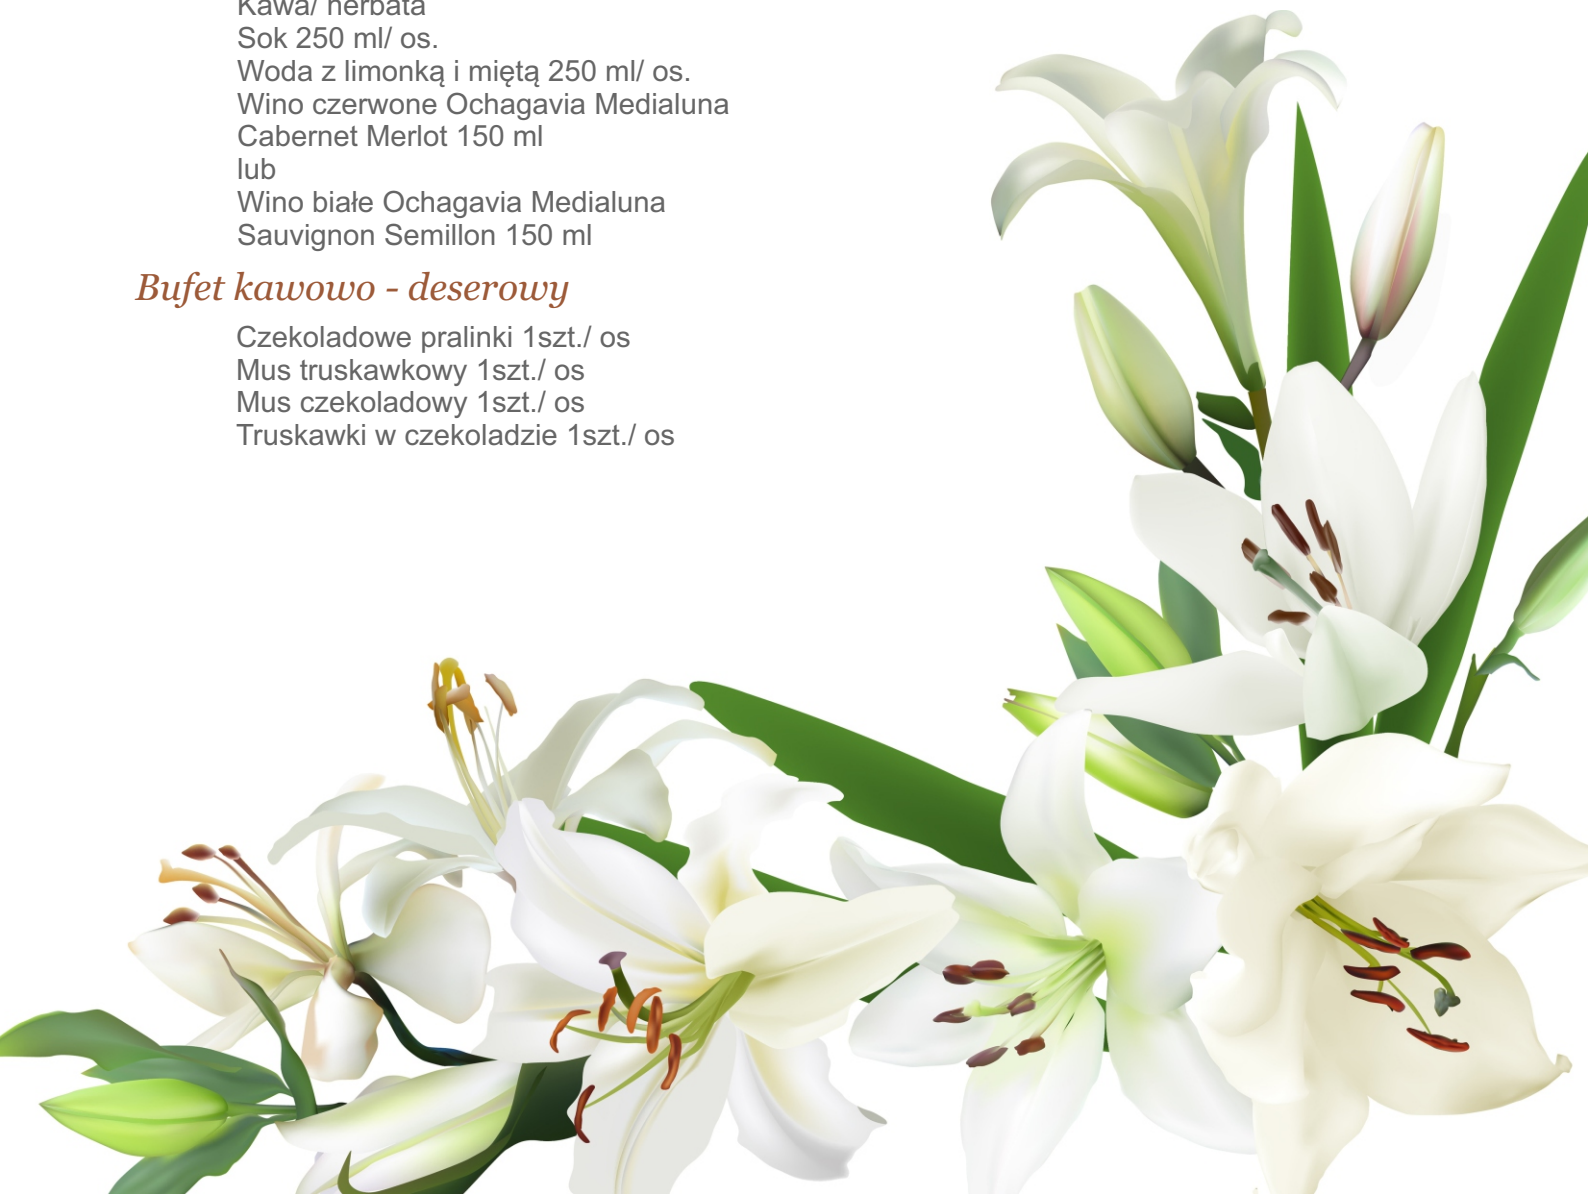 Kawa/ herbata
Sok 250 ml/ os.
Woda z limonką i miętą 250 ml/ os.
Wino czerwone Ochagavia Medialuna
Cabernet Merlot 150 ml
lub
Wino białe Ochagavia Medialuna
Sauvignon Semillon 150 ml
Bufet kawowo - deserowy
Czekoladowe pralinki 1szt./ os
Mus truskawkowy 1szt./ os
Mus czekoladowy 1szt./ os
Truskawki w czekoladzie 1szt./ os